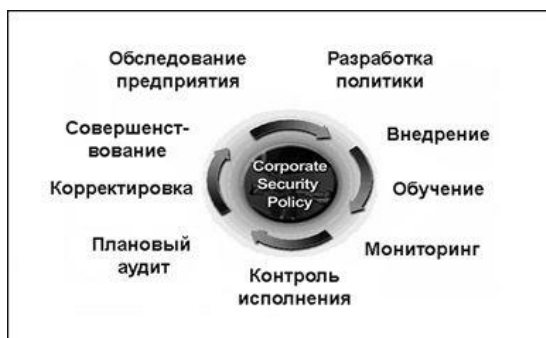 Обследование
предприятия
Разработка
политики
Внедрение
Обучение
Мониторинг
Контроль
исполнения
Плановый
аудит
Корректировка
Совершенст-
вование
Corporate
Security
Policy